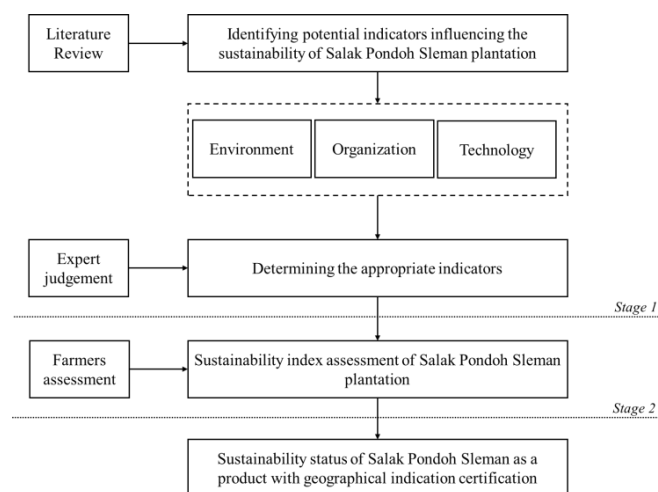 Literature
Review
Identifying potential indicators influencing the
sustainability of Salak Pondoh Sleman plantation
Environment
Organization
Technology
Expert
judgement
Determining the appropriate indicators
Stage 1
Farmers
assessment
Sustainability index assessment of Salak Pondoh Sleman
plantation
Stage 2
Sustainability status of Salak Pondoh Sleman as a
product with geographical indication certification